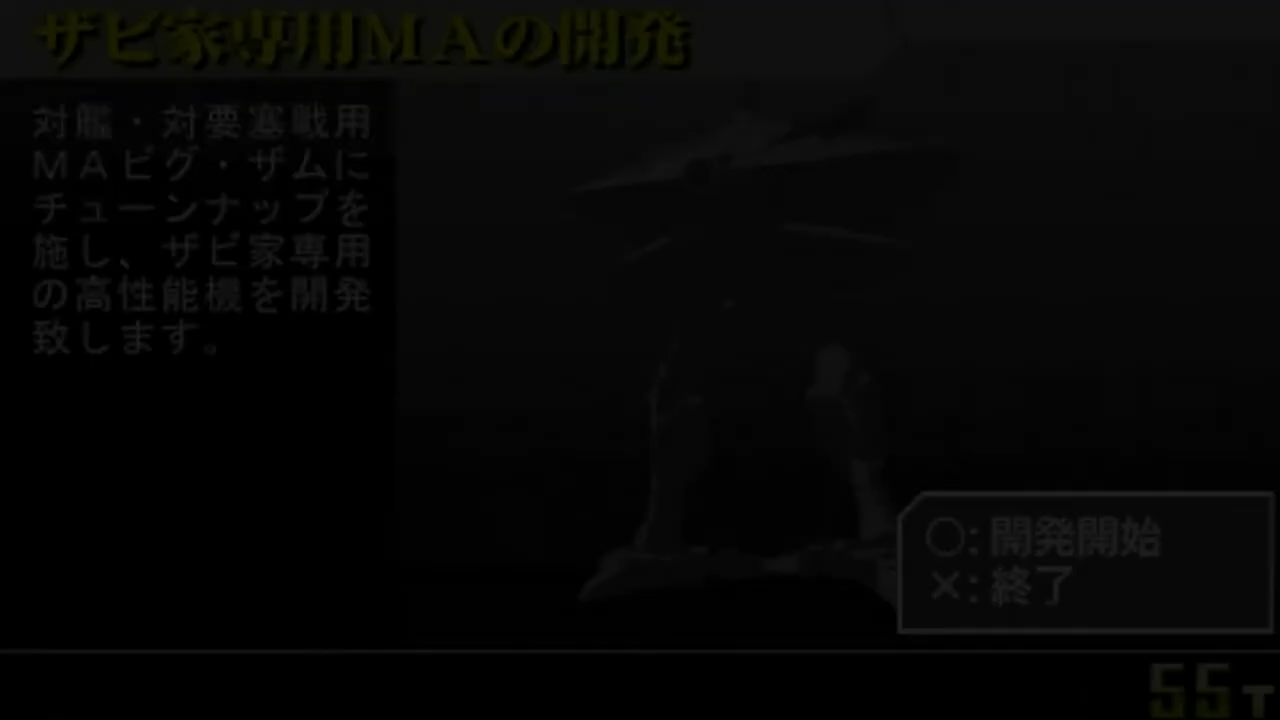 ザビ家専用ＭＡの開発
対艦・対要塞戦用
ＭＡビグ・ザムに
チューンナップを
施し、ザビ家専用
の高性能機を開発
致します。
○：開発開始
×：終了
55T